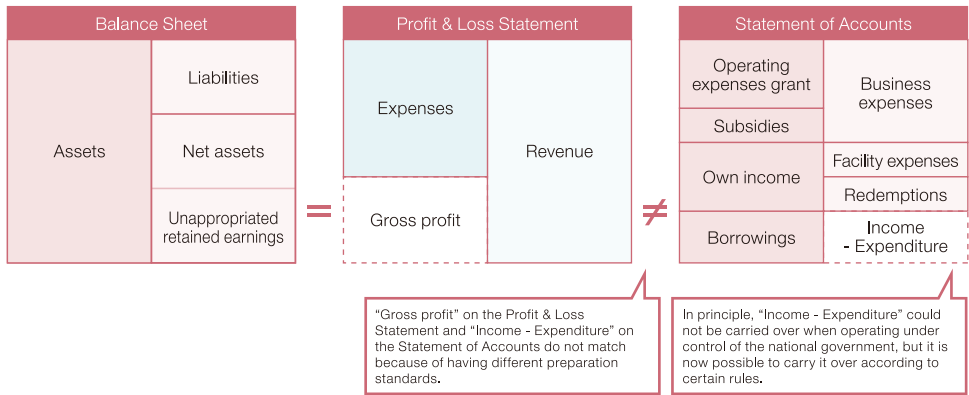 Balance Sheet
Assets
Liabilities
Net assets
Unappropriated
retained earnings
=
Profit & Loss Statement
Expenses
Gross profit
Revenue
≠
Statement of Accounts
Operating
expenses grant
Subsidies
Own income
Borrowings
Business
expenses
Facility expenses
Redemptions
Income
- Expenditure
“Gross profit” on the Profit & Loss
Statement and “Income - Expenditure” on
the Statement of Accounts do not match
because of having different preparation
standards.
In principle, “Income - Expenditure” could
not be carried over when operating under
control of the national government, but it is
now possible to carry it over according to
certain rules.